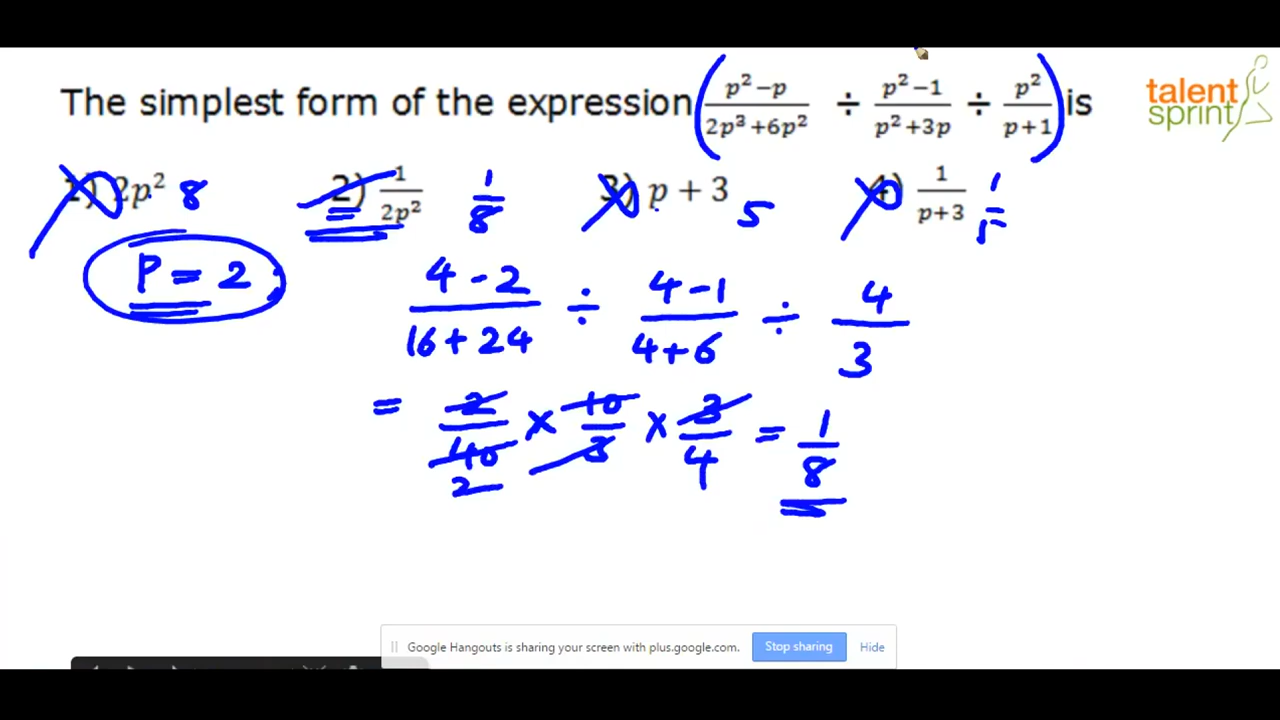 The simplest form of the expression (p²−p / 2p³+6p² ÷ p²−1 / p²+3p ÷ p² / p+1) is
talent
sprint
1) 2p² 8 2) 1/2p² 1/8 3) p + 3 5 4) 1/p+3 1/5
P = 2
4 - 2 / 16 + 24 ÷ 4 - 1 / 4 + 6 ÷ 4 / 3
= 2/40 × 10/3 × 3/4 = 1/8
2
Google Hangouts is sharing your screen with plus.google.com. Stop sharing Hide